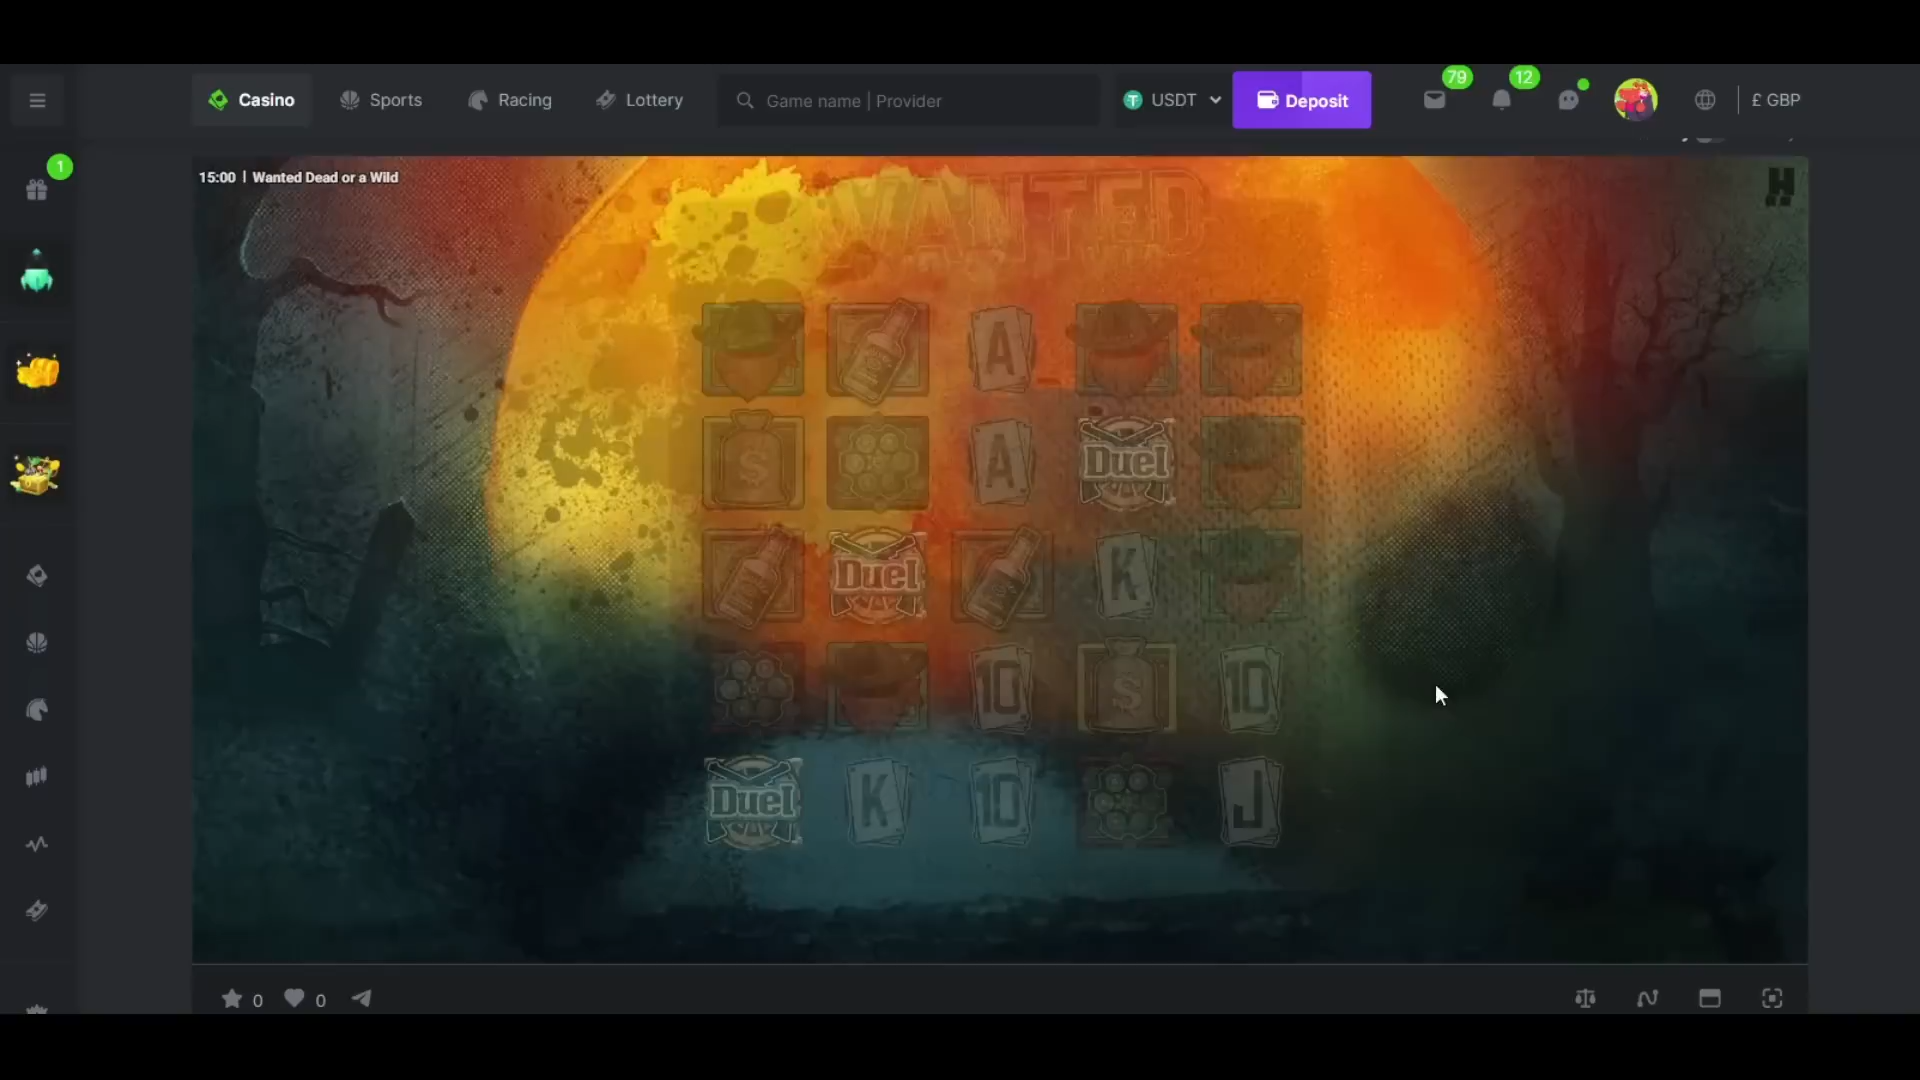 Casino
Sports
Racing
Lottery
Game name | Provider
USDT
Deposit
79
12
£ GBP
1
15:00 | Wanted Dead or a Wild
WANTED
A
$
A
Duel
Duel
K
10
$
10
Duel
K
10
J
0
0